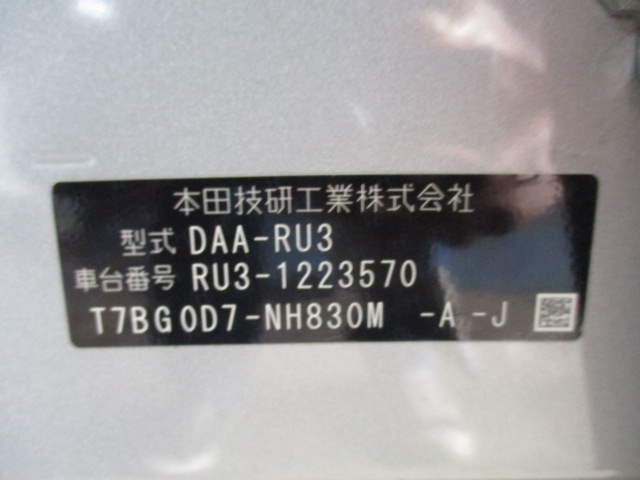 本田技研工業株式会社
型式 DAA-RU3
車台番号 RU3-1223570
T7BG0D7-NH830M -A -J